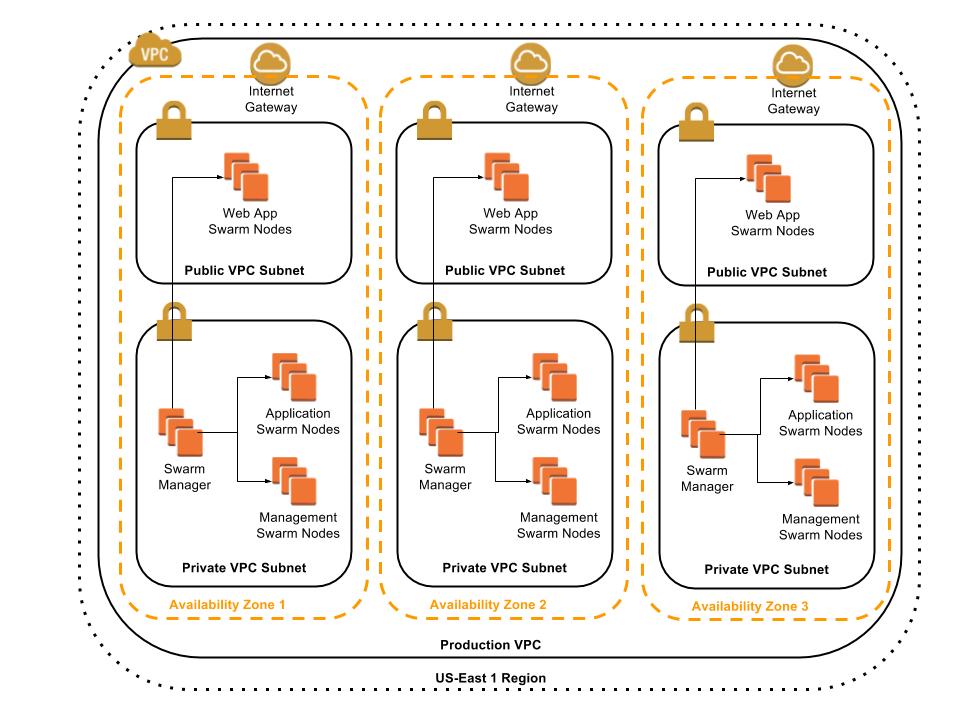 VPC
Internet
Gateway
Web App
Swarm Nodes
Public VPC Subnet
Application
Swarm Nodes
Swarm
Manager
Management
Swarm Nodes
Private VPC Subnet
Availability Zone 1
Internet
Gateway
Web App
Swarm Nodes
Public VPC Subnet
Application
Swarm Nodes
Swarm
Manager
Management
Swarm Nodes
Private VPC Subnet
Availability Zone 2
Internet
Gateway
Web App
Swarm Nodes
Public VPC Subnet
Application
Swarm Nodes
Swarm
Manager
Management
Swarm Nodes
Private VPC Subnet
Availability Zone 3
Production VPC
US-East 1 Region